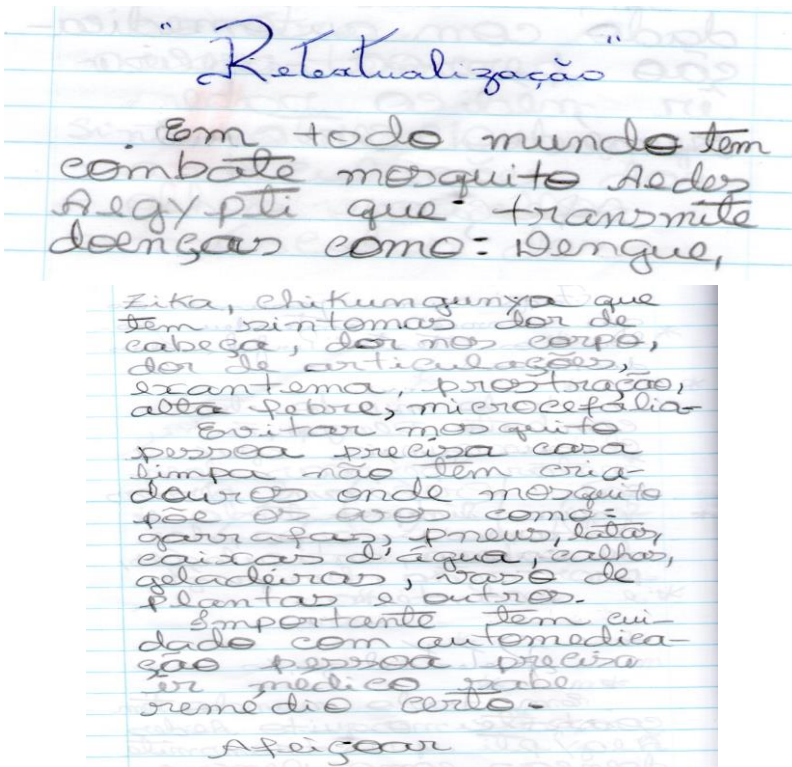 "Retextualização"
Em todo mundo tem
combate mosquito Aedes
Aegypti que transmite
doenças como: Dengue,
Zika, chikungunya que
tem sintomas dor de
cabeça, dor nos corpo,
dor de articulações,
exantema, prostração,
alta febre, microcefalia-
Evitar mosquito
pessoa precisa casa
limpa não tem cria-
douros onde mosquito
põe os ovos como:
garrafas, pneus, latas,
caixas d'água, calhas,
geladeiras, vaso de
plantas e outros.
Importante tem cui-
dado com automedica-
ção pessoa precisa
ir médico sabe
remédio certo-
Afeiçoar